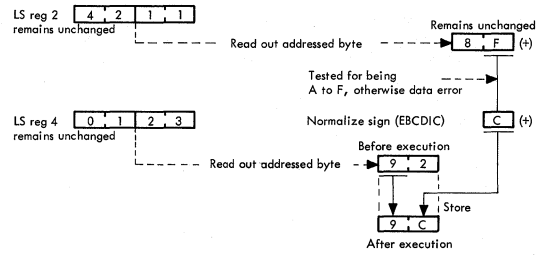 LS reg 2 4 2 1 1
remains unchanged
Remains unchanged
Read out addressed byte 8 F (+)
Tested for being
A to F, otherwise data error
LS reg 4 0 1 2 3
remains unchanged
Normalize sign (EBCDIC) C (+)
Before execution
Read out addressed byte 9 2
Store
9 C
After execution